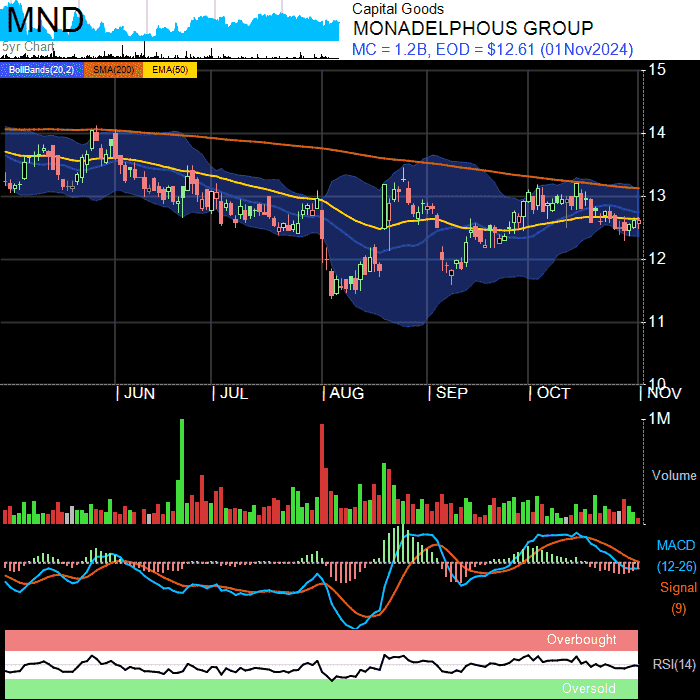 MND
5yr Chart
Capital Goods
MONADELPHOUS GROUP
MC = 1.2B, EOD = $12.61 (01Nov2024)
BollBands(20,2) SMA(200) EMA(50)
15
14
13
12
11
10
JUN JUL AUG SEP OCT NOV
1M
Volume
MACD
(12-26)
Signal
(9)
Overbought
RSI(14)
Oversold